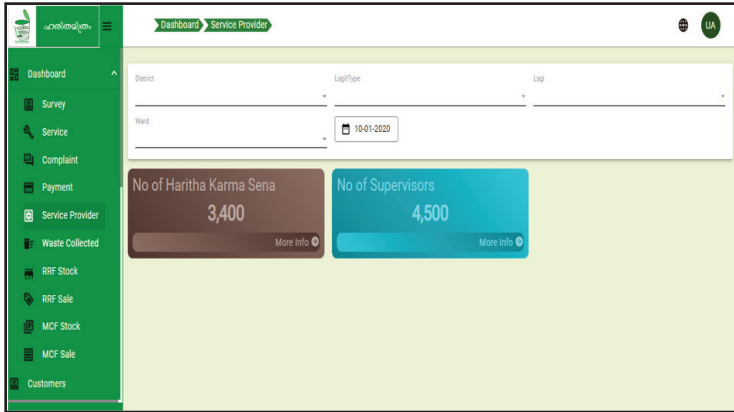 ഹരിതമിത്രം
Dashboard Service Provider
UA
Dashboard
Survey
Service
Complaint
Payment
Service Provider
Waste Collected
RRF Stock
RRF Sale
MCF Stock
MCF Sale
Customers
District
LsgitType
Lsgi
Ward
10-01-2020
No of Haritha Karma Sena
3,400
More Info
No of Supervisors
4,500
More Info